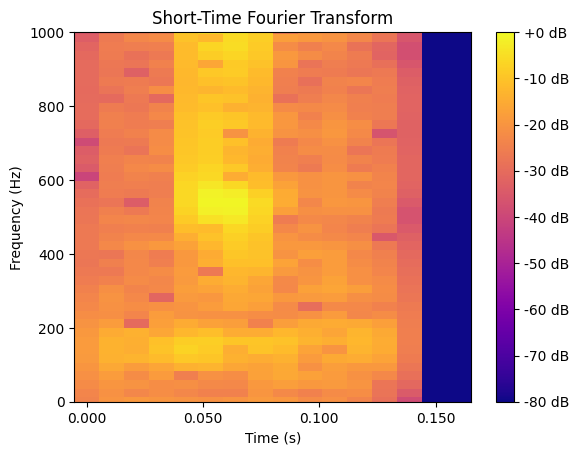 Short-Time Fourier Transform
1000
800
600
400
200
0
Frequency (Hz)
0.000
0.050
0.100
0.150
Time (s)
+0 dB
-10 dB
-20 dB
-30 dB
-40 dB
-50 dB
-60 dB
-70 dB
-80 dB